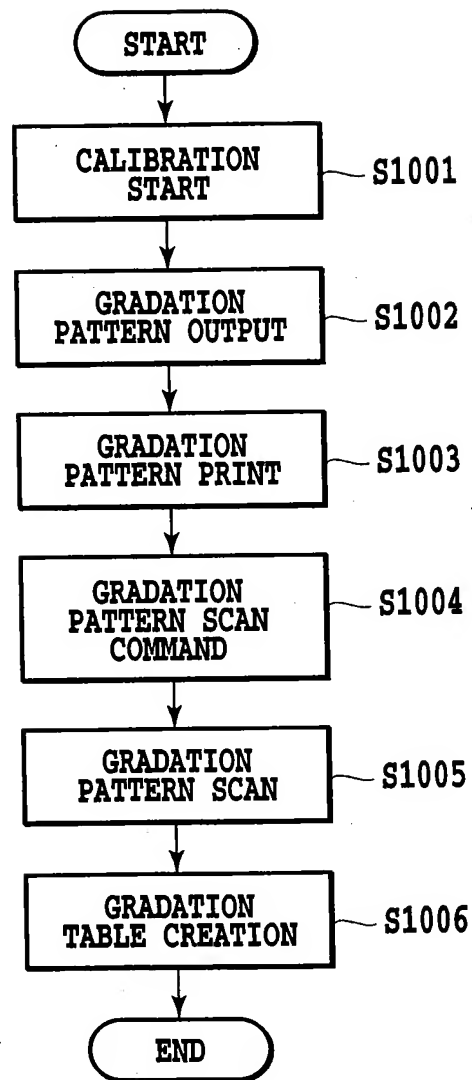 START
CALIBRATION
START
S1001
GRADATION
PATTERN OUTPUT
S1002
GRADATION
PATTERN PRINT
S1003
GRADATION
PATTERN SCAN
COMMAND
S1004
GRADATION
PATTERN SCAN
S1005
GRADATION
TABLE CREATION
S1006
END